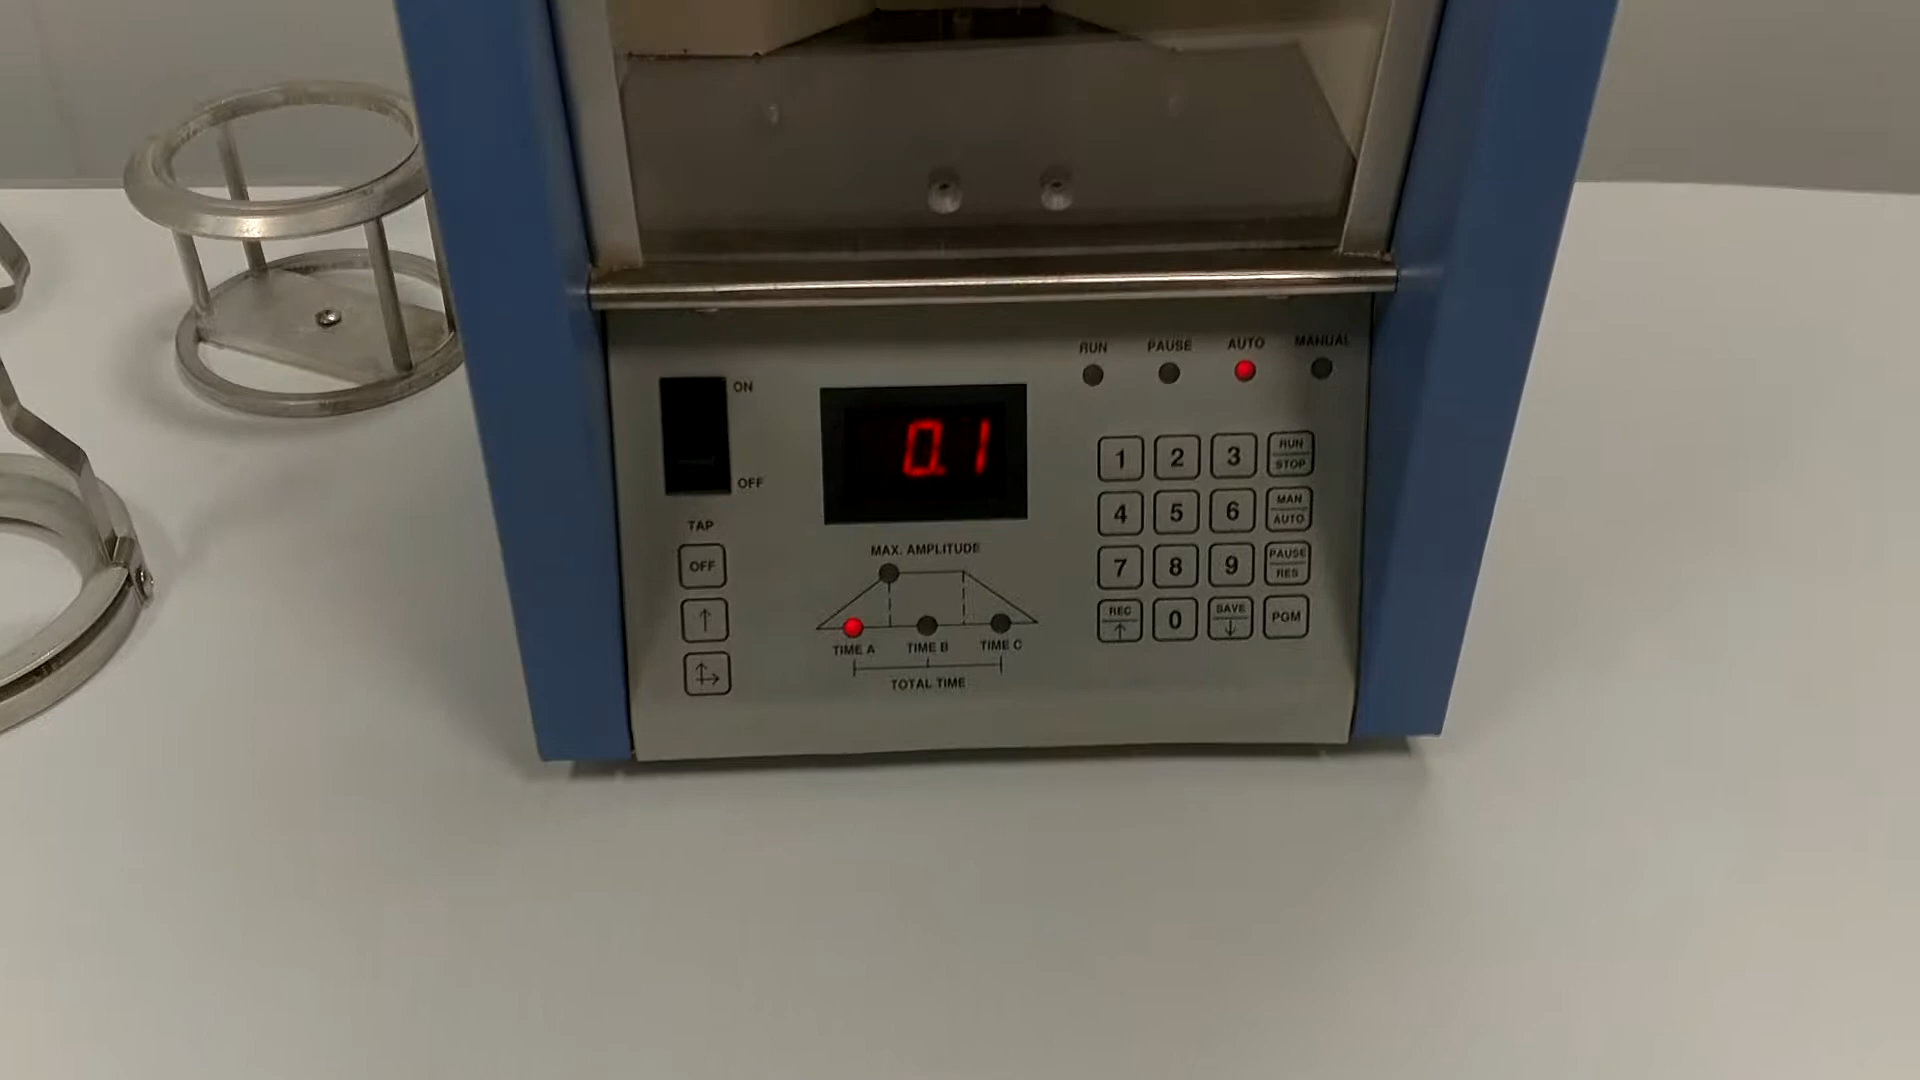 RUN PAUSE AUTO MANUAL
ON
OFF
0.1
TAP
OFF
MAX. AMPLITUDE
TIME A TIME B TIME C
TOTAL TIME
1 2 3 RUN STOP
4 5 6 MAN AUTO
7 8 9 PAUSE RES
REC 0 SAVE PGM